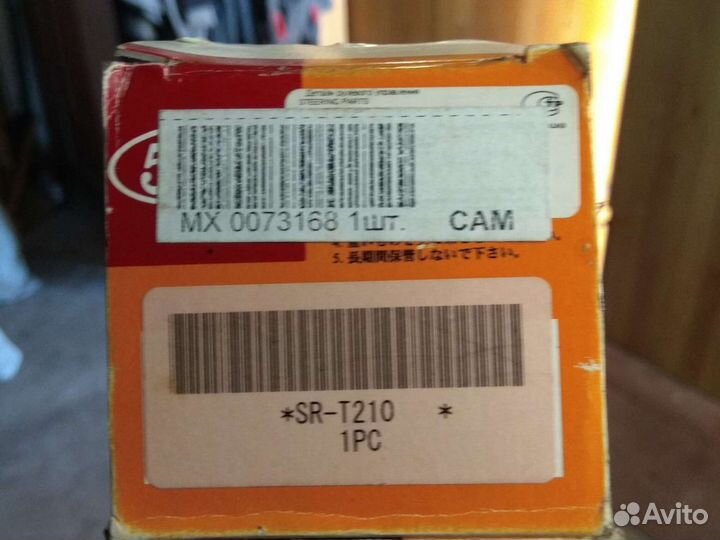 Детали рулевого управления
STEERING PARTS
5
MX 0073168 1шт. CAM
5. 長期間保管しないで下さい。
*SR-T210 *
1PC
Avito